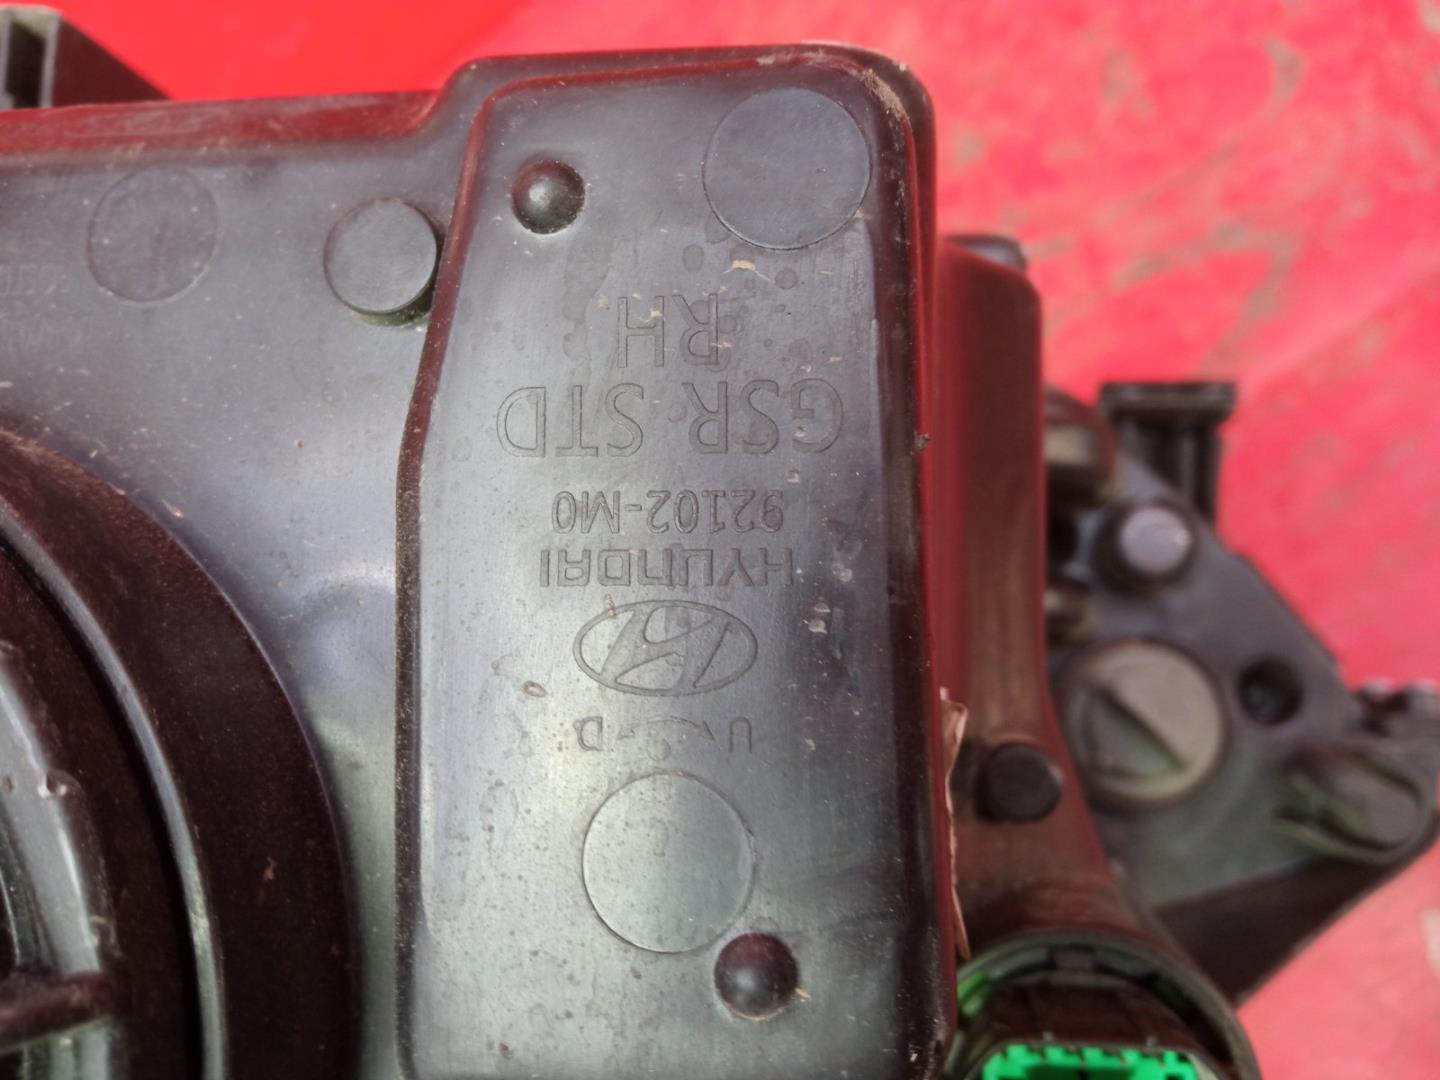 U
HYUNDAI
92102-M0
GSR STD
RH